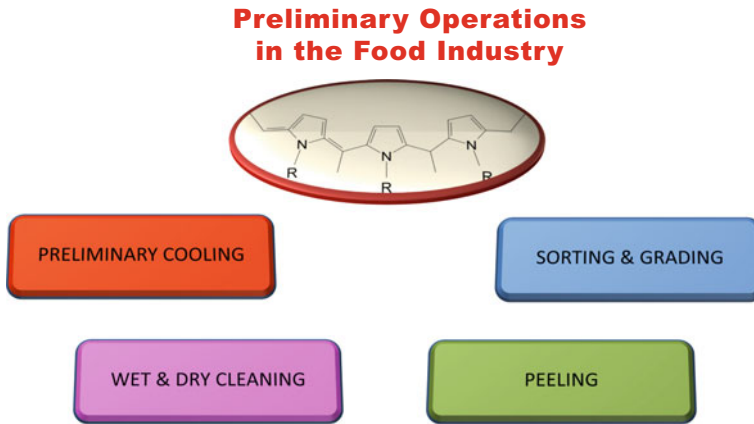 Preliminary Operations
in the Food Industry
N
R
N
R
N
R
PRELIMINARY COOLING
SORTING & GRADING
WET & DRY CLEANING
PEELING